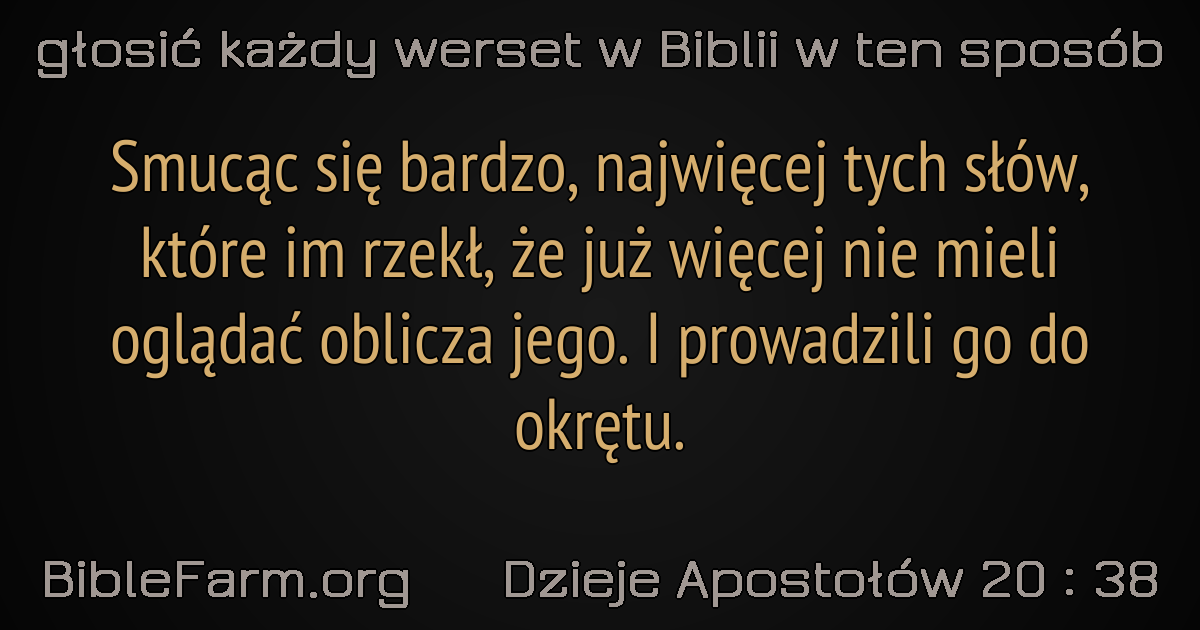 głosić każdy werset w Biblii w ten sposób
Smucąc się bardzo, najwięcej tych słów,
które im rzekł, że już więcej nie mieli
oglądać oblicza jego. I prowadzili go do
okrętu.
BibleFarm.org Dzieje Apostołów 20 : 38